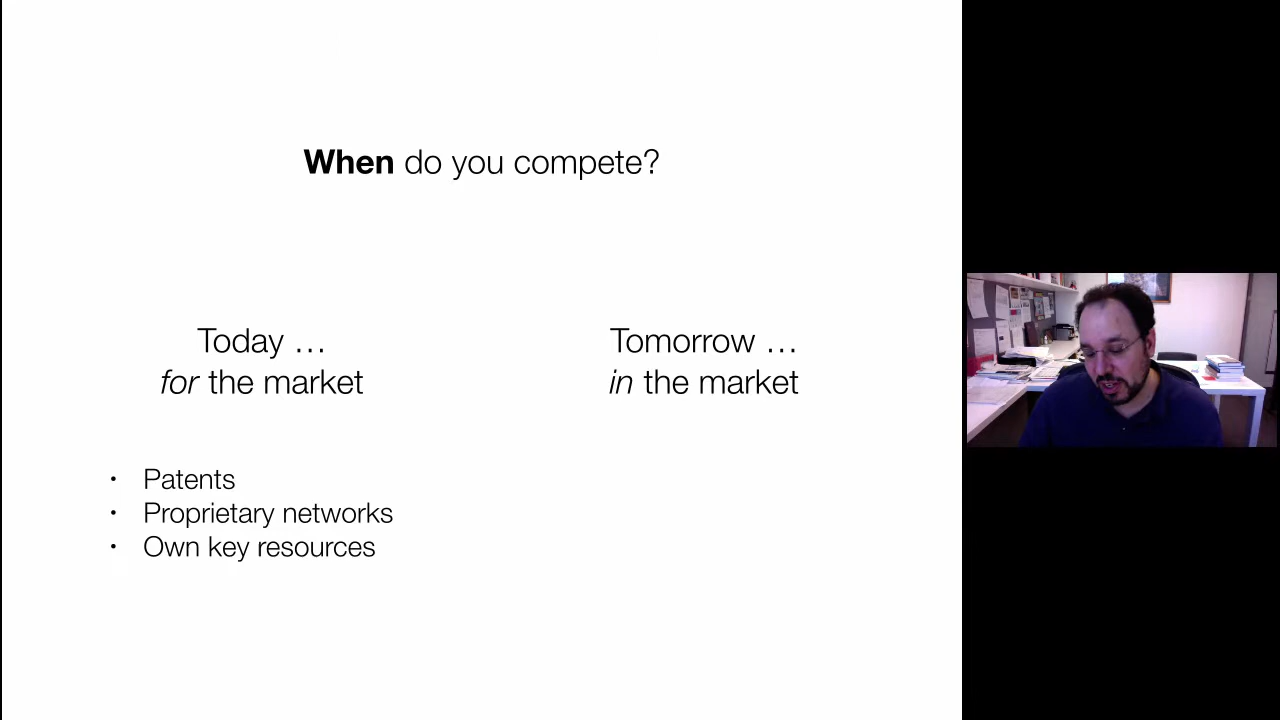 When do you compete?
Today …
for the market
Tomorrow …
in the market
• Patents
• Proprietary networks
• Own key resources